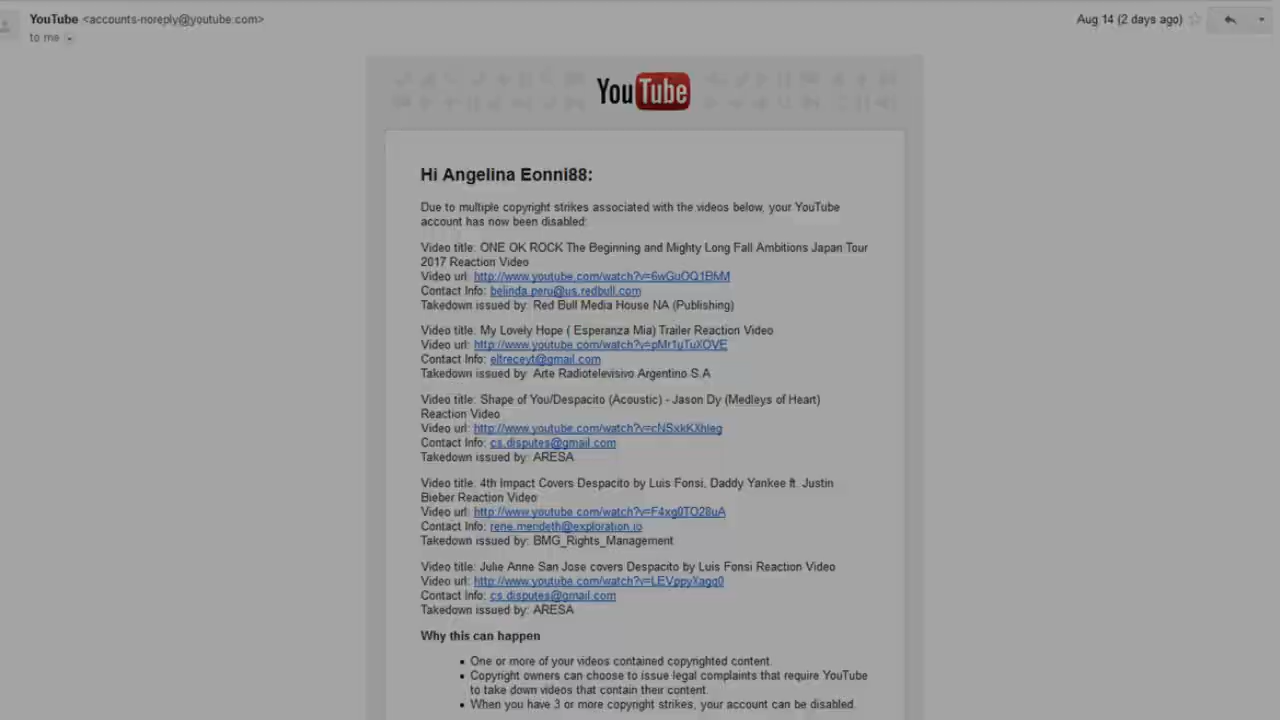 YouTube <accounts-noreply@youtube.com>
Aug 14 (2 days ago)
to me
YouTube
Hi Angelina Eonni88:
Due to multiple copyright strikes associated with the videos below, your YouTube
account has now been disabled:
Video title: ONE OK ROCK The Beginning and Mighty Long Fall Ambitions Japan Tour
2017 Reaction Video
Video url: http://www.youtube.com/watch?v=6wGuOQ1BMtM
Contact Info: belinda.peru@us.redbull.com
Takedown issued by: Red Bull Media House NA (Publishing)
Video title: My Lovely Hope ( Esperanza Mia) Trailer Reaction Video
Video url: http://www.youtube.com/watch?v=pMr1uTuXOVE
Contact Info: eltreceyt@gmail.com
Takedown issued by: Arte Radiotelevisivo Argentino S.A
Video title: Shape of You/Despacito (Acoustic) - Jason Dy (Medleys of Heart)
Reaction Video
Video url: http://www.youtube.com/watch?v=cNSxkKXhleg
Contact Info: cs.disputes@gmail.com
Takedown issued by: ARESA
Video title: 4th Impact Covers Despacito by Luis Fonsi, Daddy Yankee ft. Justin
Bieber Reaction Video
Video url: http://www.youtube.com/watch?v=F4xg0TO28uA
Contact Info: rene.merideth@exploration.io
Takedown issued by: BMG_Rights_Management
Video title: Julie Anne San Jose covers Despacito by Luis Fonsi Reaction Video
Video url: http://www.youtube.com/watch?v=LEVppyXagq0
Contact Info: cs.disputes@gmail.com
Takedown issued by: ARESA
Why this can happen
One or more of your videos contained copyrighted content.
Copyright owners can choose to issue legal complaints that require YouTube
to take down videos that contain their content.
When you have 3 or more copyright strikes, your account can be disabled.